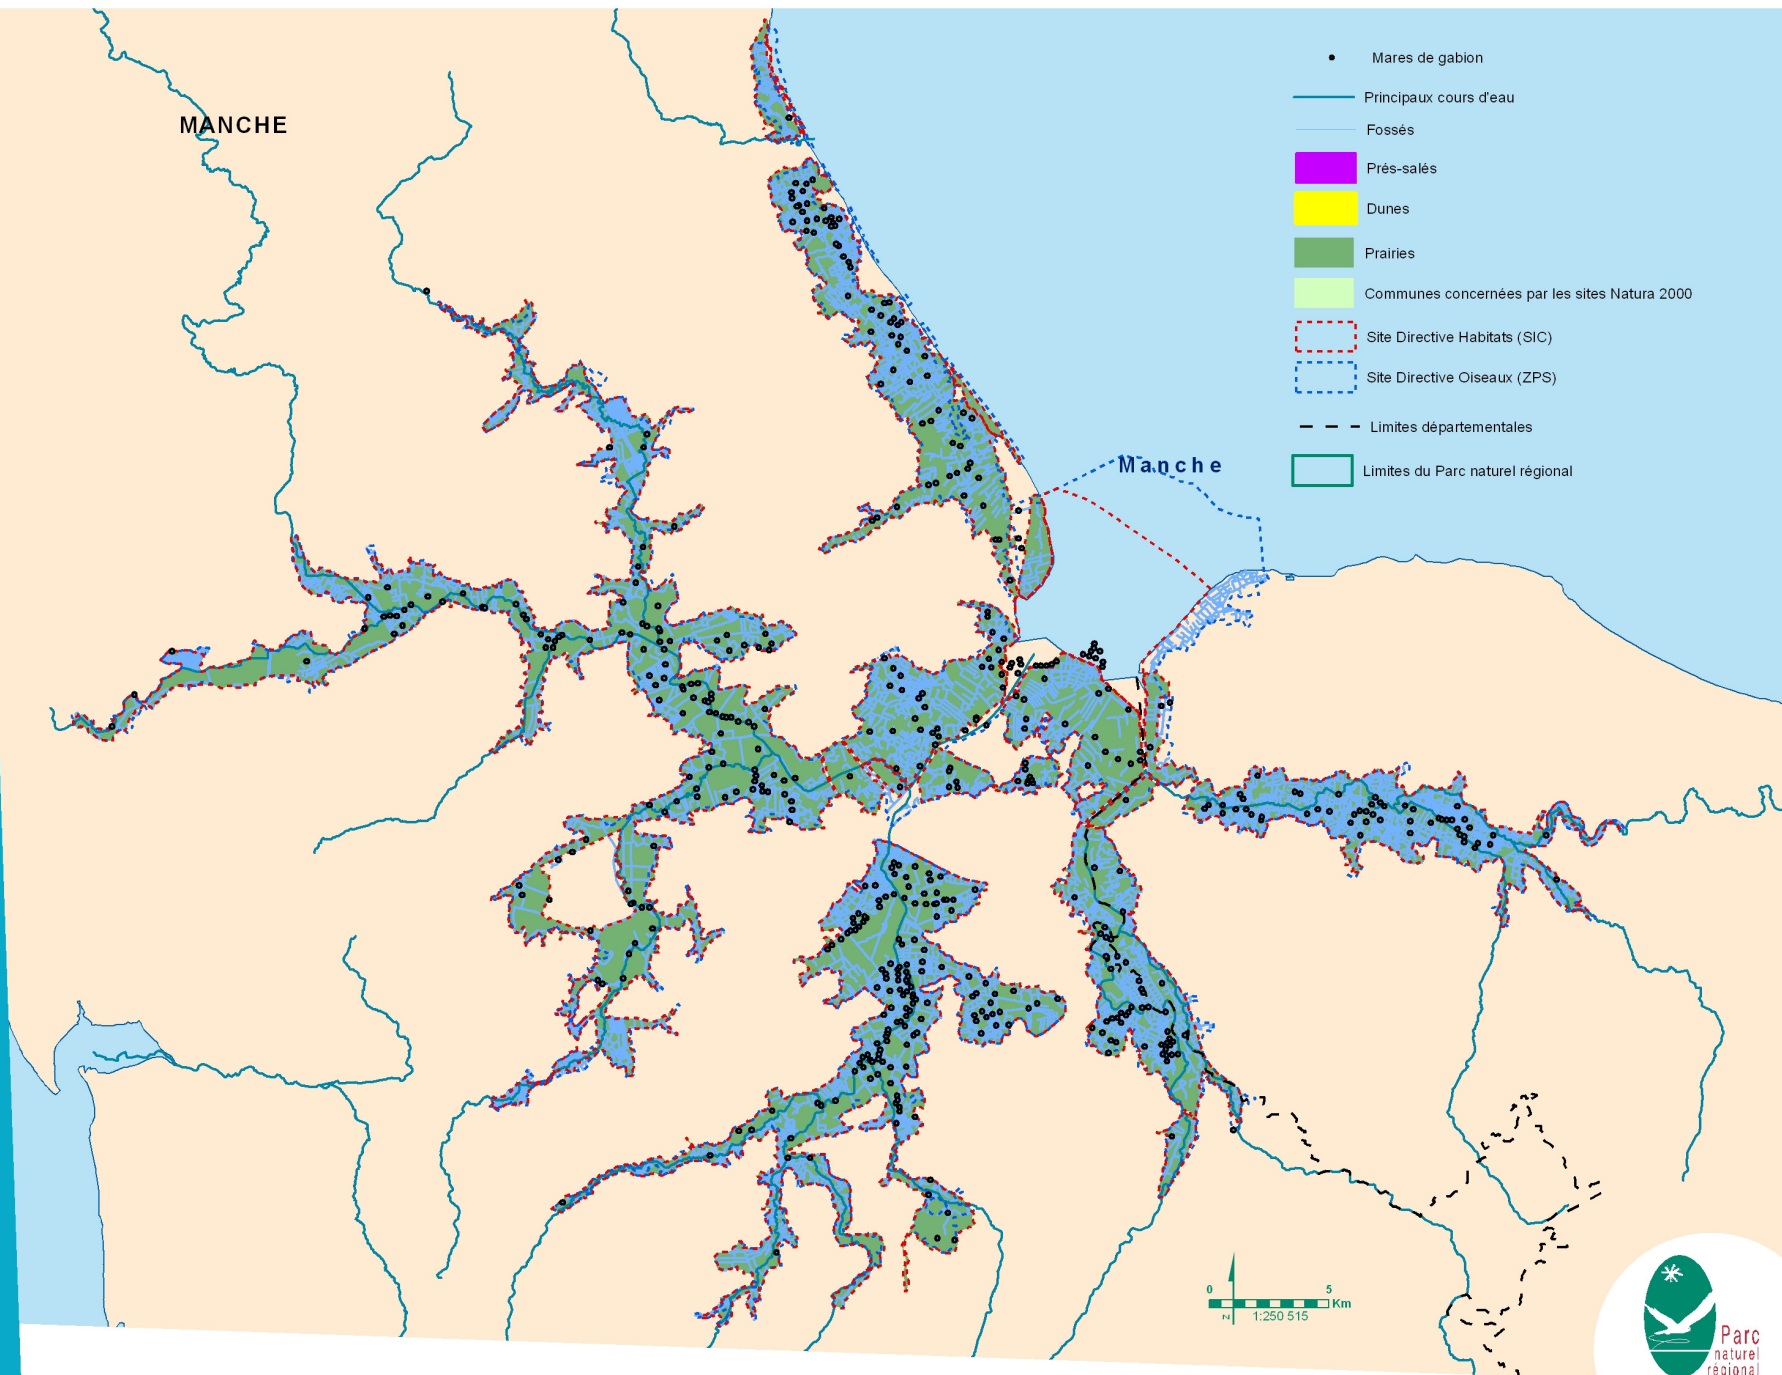 MANCHE
Mares de gabion
Principaux cours d'eau
Fossés
Prés-salés
Dunes
Prairies
Communes concernées par les sites Natura 2000
Site Directive Habitats (SIC)
Site Directive Oiseaux (ZPS)
Limites départementales
Limites du Parc naturel régional
Manche
0 5 Km
N
1:250 515
Parc
naturel
régional